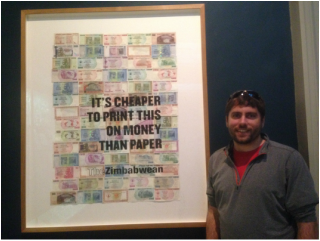 IT'S CHEAPER
TO PRINT THIS
ON MONEY
THAN PAPER
Zimbabwean